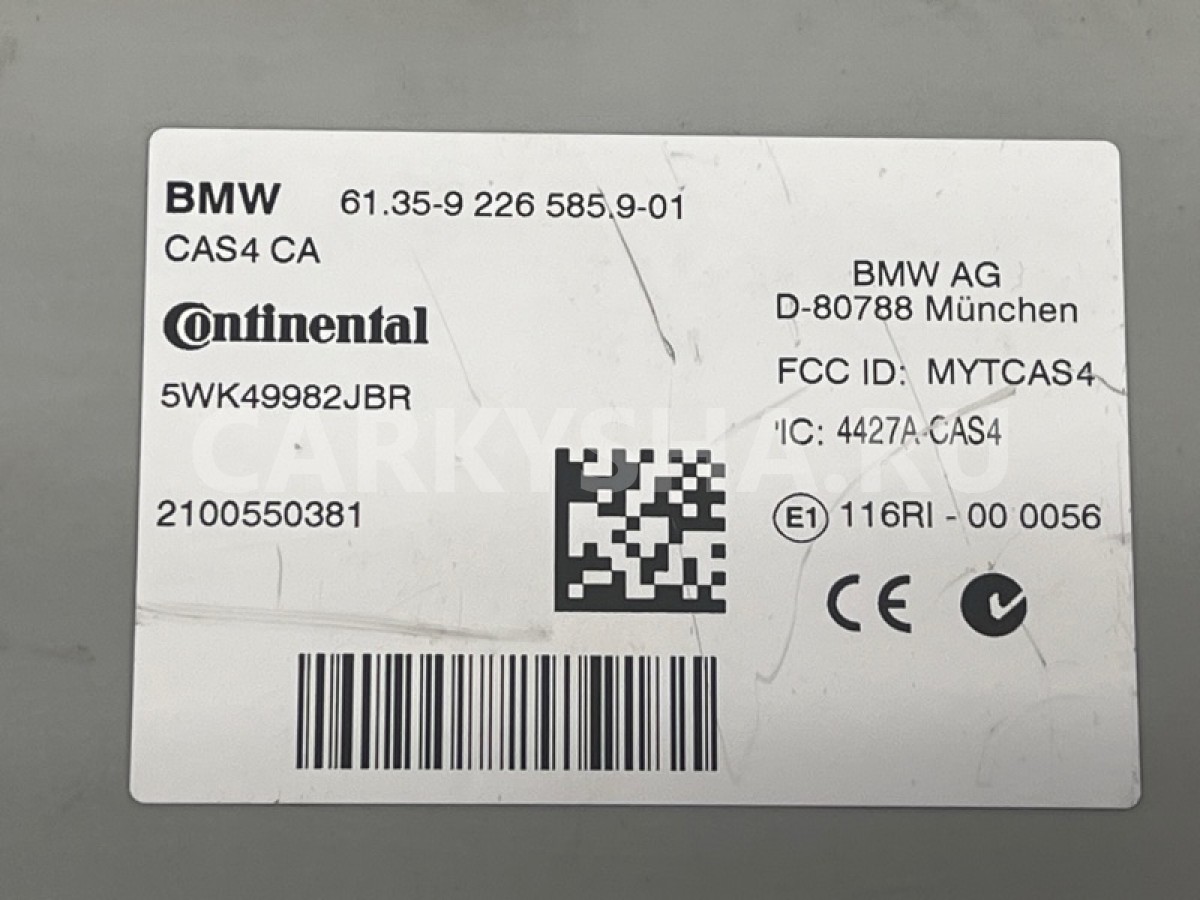 BMW 61.35-9 226 585.9-01
CAS4 CA
Continental
5WK49982JBR
2100550381
BMW AG
D-80788 München
FCC ID: MYTCAS4
IC: 4427A-CAS4
E1 116RI - 00 0056
CE
CARKYSHA.RU